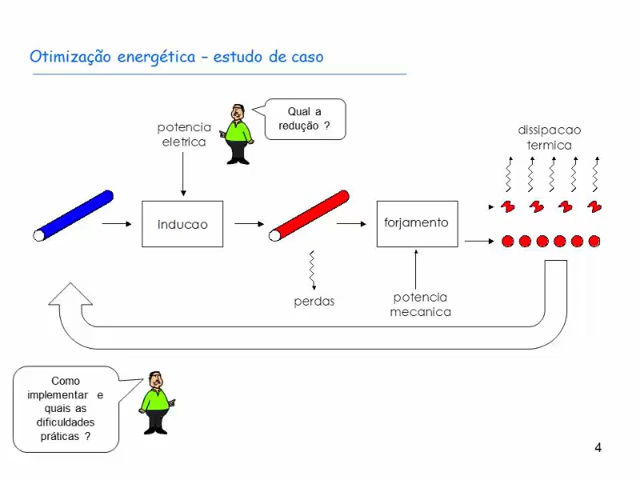 Otimização energética – estudo de caso
Qual a
redução ?
potencia
eletrica
dissipacao
termica
inducao
forjamento
perdas
potencia
mecanica
Como
implementar e
quais as
dificuldades
práticas ?
4